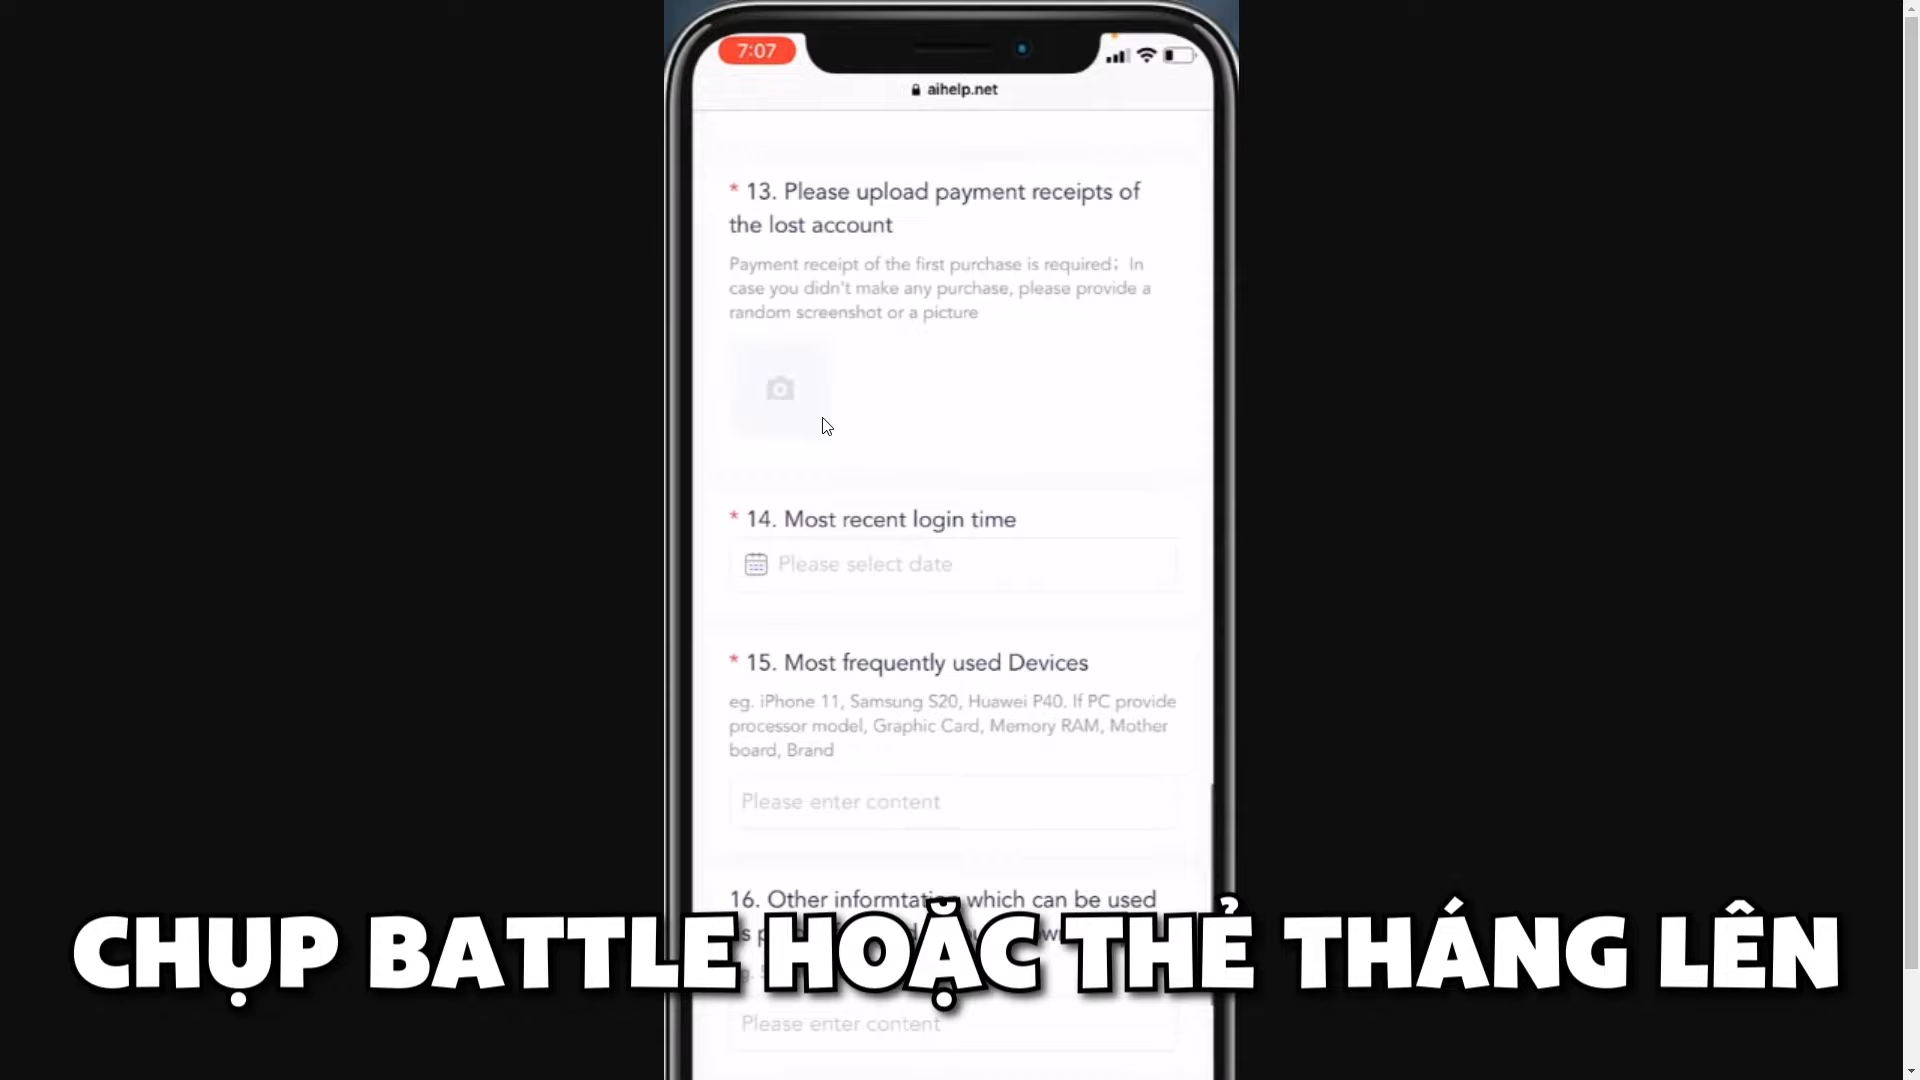 7:07
aihelp.net
* 13. Please upload payment receipts of
the lost account
Payment receipt of the first purchase is required；In
case you didn't make any purchase, please provide a
random screenshot or a picture
* 14. Most recent login time
Please select date
* 15. Most frequently used Devices
eg. iPhone 11, Samsung S20, Huawei P40. If PC provide
processor model, Graphic Card, Memory RAM, Mother
board, Brand
Please enter content
16. Other informtation which can be used
CHỤP BATTLE HOẶC THẺ THÁNG LÊN
Please enter content